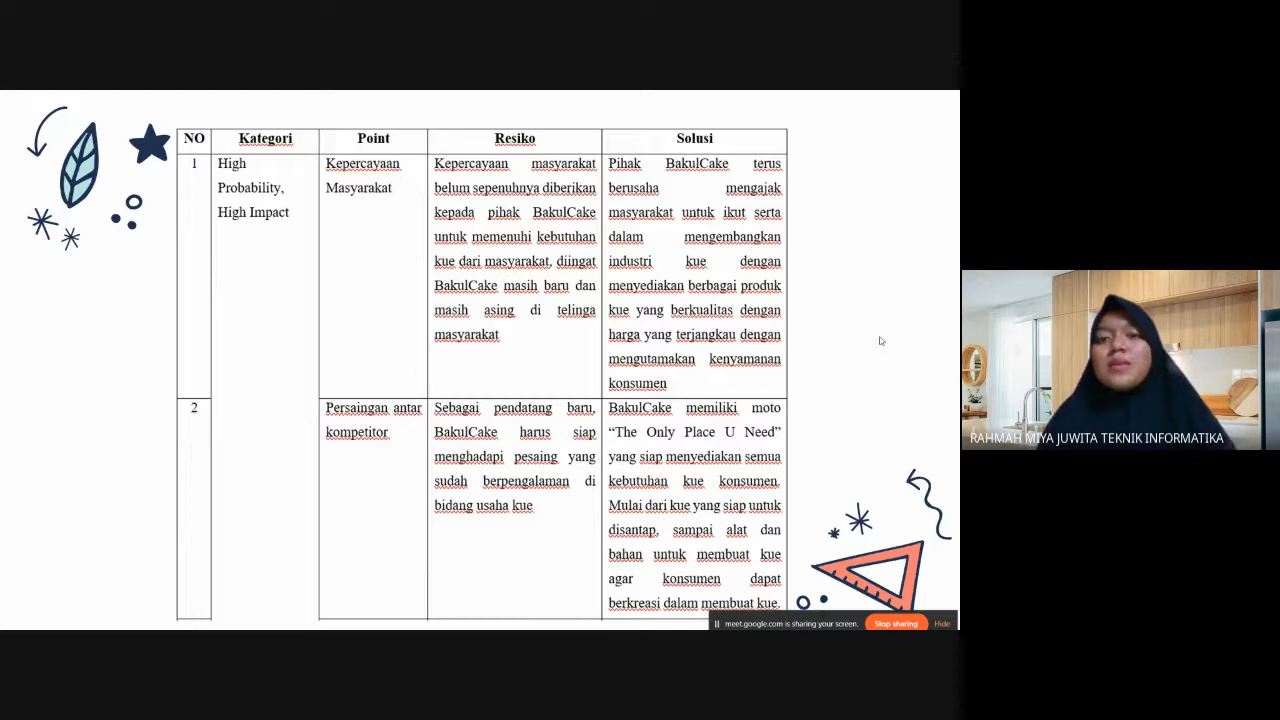 NO Kategori Point Resiko Solusi
1
High
Probability,
High Impact
Kepercayaan
Masyarakat
Kepercayaan masyarakat
belum sepenuhnya diberikan
kepada pihak BakulCake
untuk memenuhi kebutuhan
kue dari masyarakat, diingat
BakulCake masih baru dan
masih asing di telinga
masyarakat
Pihak BakulCake terus
berusaha mengajak
masyarakat untuk ikut serta
dalam mengembangkan
industri kue dengan
menyediakan berbagai produk
kue yang berkualitas dengan
harga yang terjangkau dengan
mengutamakan kenyamanan
konsumen
2
Persaingan antar
kompetitor
Sebagai pendatang baru,
BakulCake harus siap
menghadapi pesaing yang
sudah berpengalaman di
bidang usaha kue
BakulCake memiliki moto
“The Only Place U Need”
yang siap menyediakan semua
kebutuhan kue konsumen.
Mulai dari kue yang siap untuk
disantap, sampai alat dan
bahan untuk membuat kue
agar konsumen dapat
berkreasi dalam membuat kue.
meet.google.com is sharing your screen. Stop sharing Hide
RAHMAH MIYA JUWITA TEKNIK INFORMATIKA